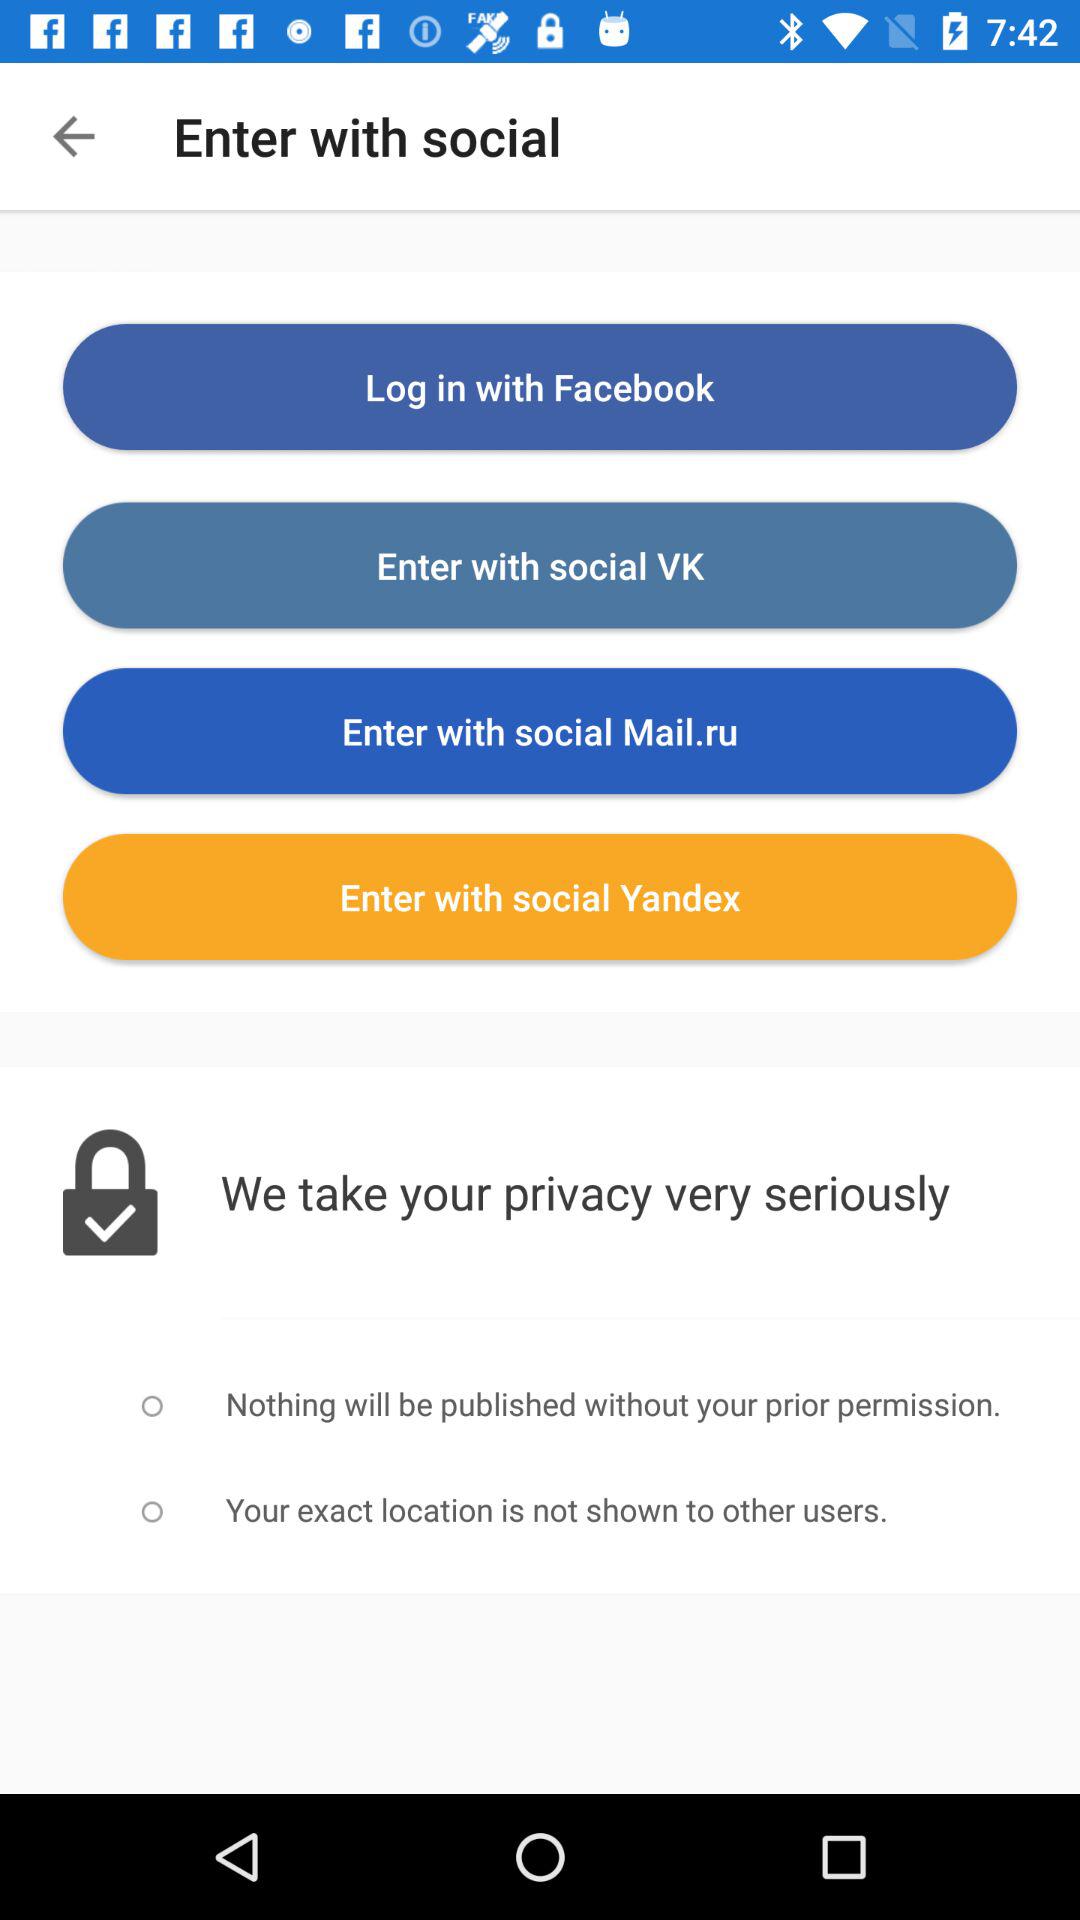 FAKE 7:42
Enter with social
Log in with Facebook
Enter with social VK
Enter with social Mail.ru
Enter with social Yandex
We take your privacy very seriously
Nothing will be published without your prior permission.
Your exact location is not shown to other users.